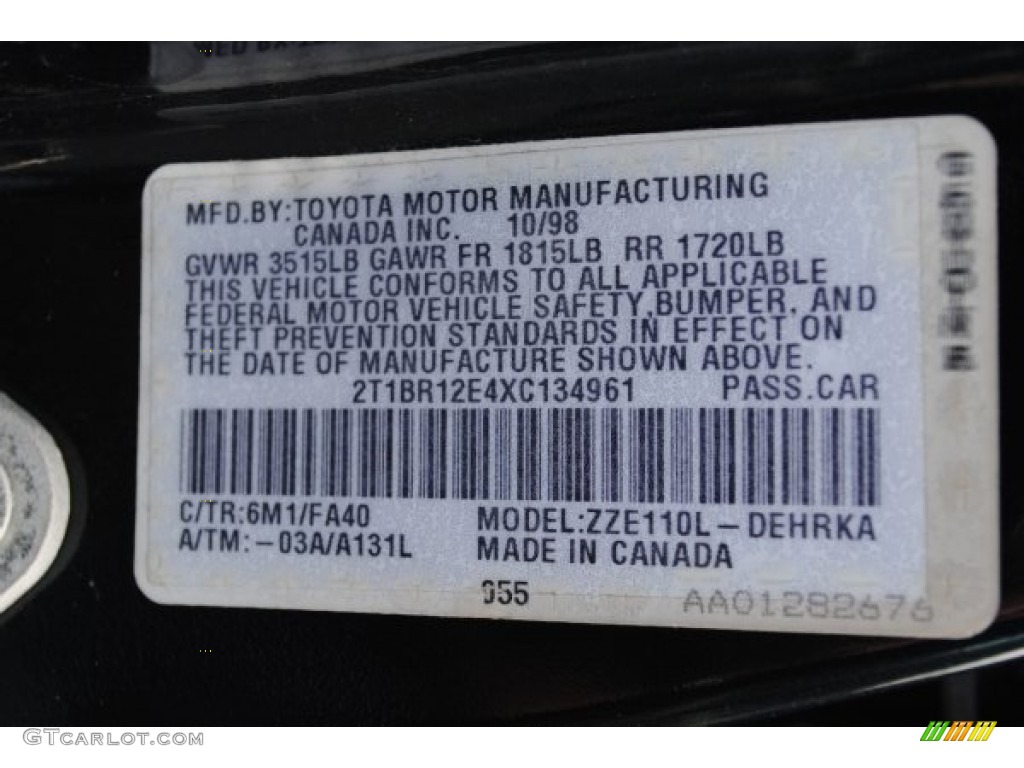 MFD.BY:TOYOTA MOTOR MANUFACTURING
CANADA INC. 10/98
GVWR 3515LB GAWR FR 1815LB RR 1720LB
THIS VEHICLE CONFORMS TO ALL APPLICABLE
FEDERAL MOTOR VEHICLE SAFETY,BUMPER, AND
THEFT PREVENTION STANDARDS IN EFFECT ON
THE DATE OF MANUFACTURE SHOWN ABOVE.
2T1BR12E4XC134961 PASS.CAR
C/TR:6M1/FA40 MODEL:ZZE110L-DEHRKA
A/TM:-03A/A131L MADE IN CANADA
055
AA01282676
GTCarlot.com